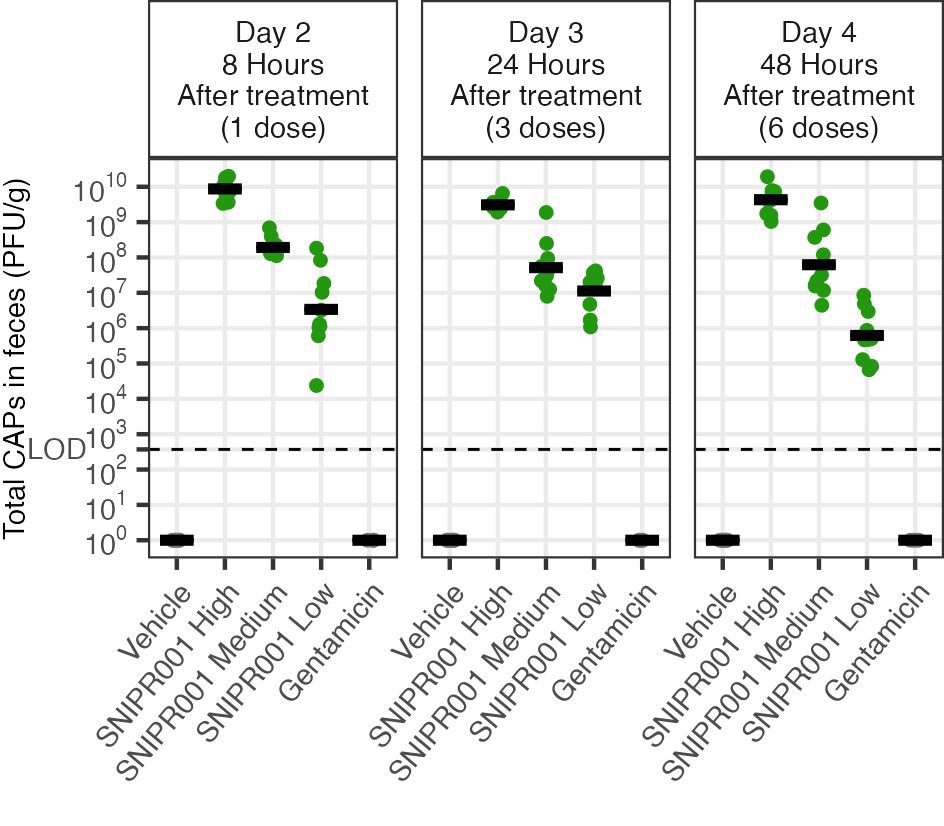 Day 2
8 Hours
After treatment
(1 dose)
Day 3
24 Hours
After treatment
(3 doses)
Day 4
48 Hours
After treatment
(6 doses)
Total CAPs in feces (PFU/g)
10^10
10^9
10^8
10^7
10^6
10^5
10^4
10^3
LOD
10^2
10^1
10^0
Vehicle
SNIPR001 High
SNIPR001 Medium
SNIPR001 Low
Gentamicin
Vehicle
SNIPR001 High
SNIPR001 Medium
SNIPR001 Low
Gentamicin
Vehicle
SNIPR001 High
SNIPR001 Medium
SNIPR001 Low
Gentamicin